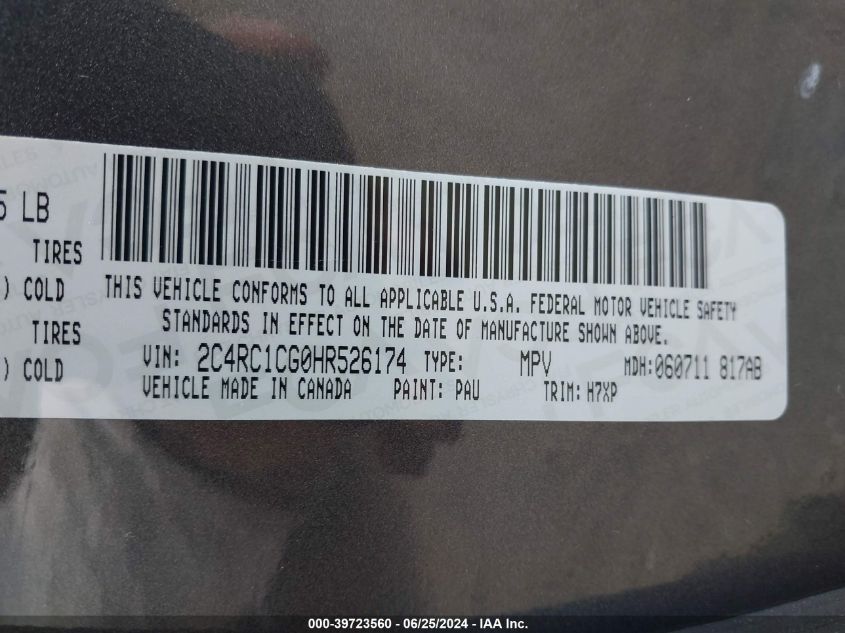 5 LB
TIRES
) COLD
TIRES
) COLD
THIS VEHICLE CONFORMS TO ALL APPLICABLE U.S.A. FEDERAL MOTOR VEHICLE SAFETY
STANDARDS IN EFFECT ON THE DATE OF MANUFACTURE SHOWN ABOVE.
VIN: 2C4RC1CG0HR526174 TYPE: MPV MDH:060711 817AB
VEHICLE MADE IN CANADA PAINT: PAU TRIM: H7XP
000-39723560 - 06/25/2024 - IAA Inc.